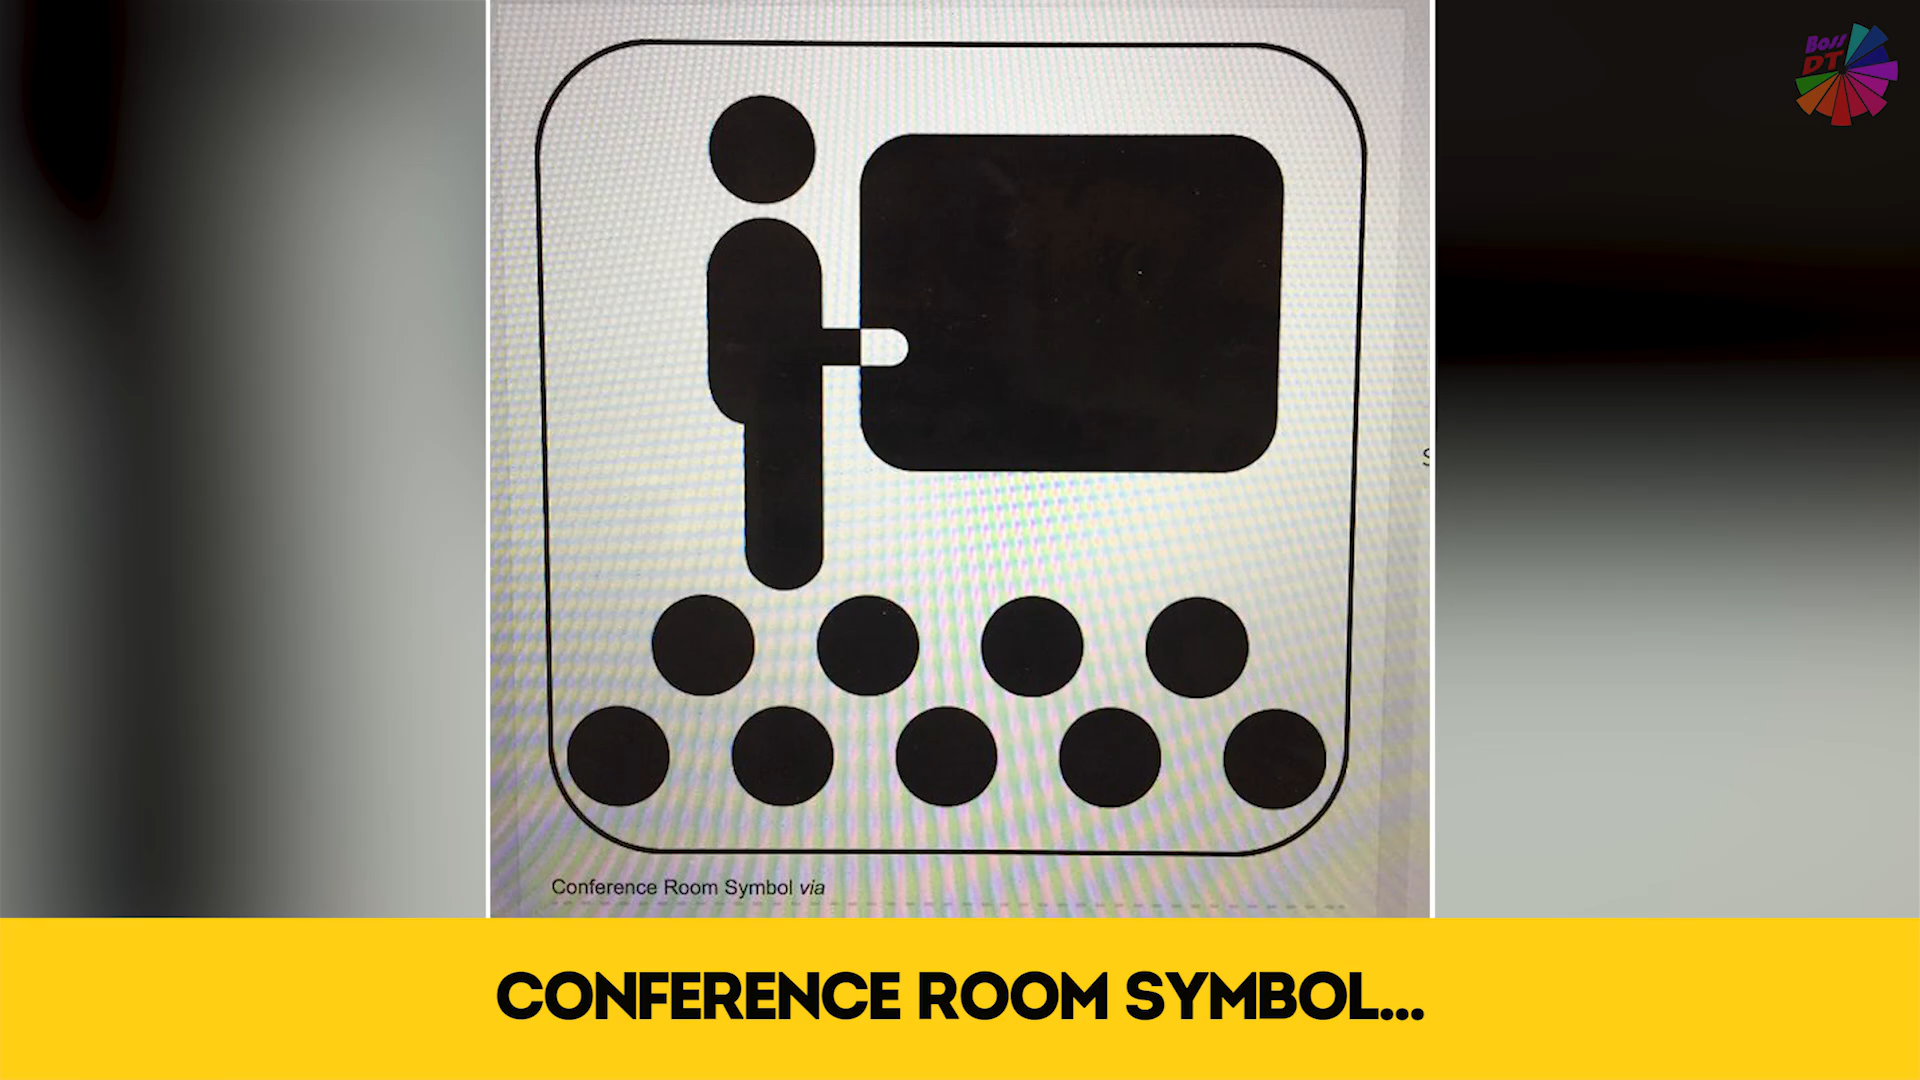 Boss
DT
S
Conference Room Symbol via
CONFERENCE ROOM SYMBOL...